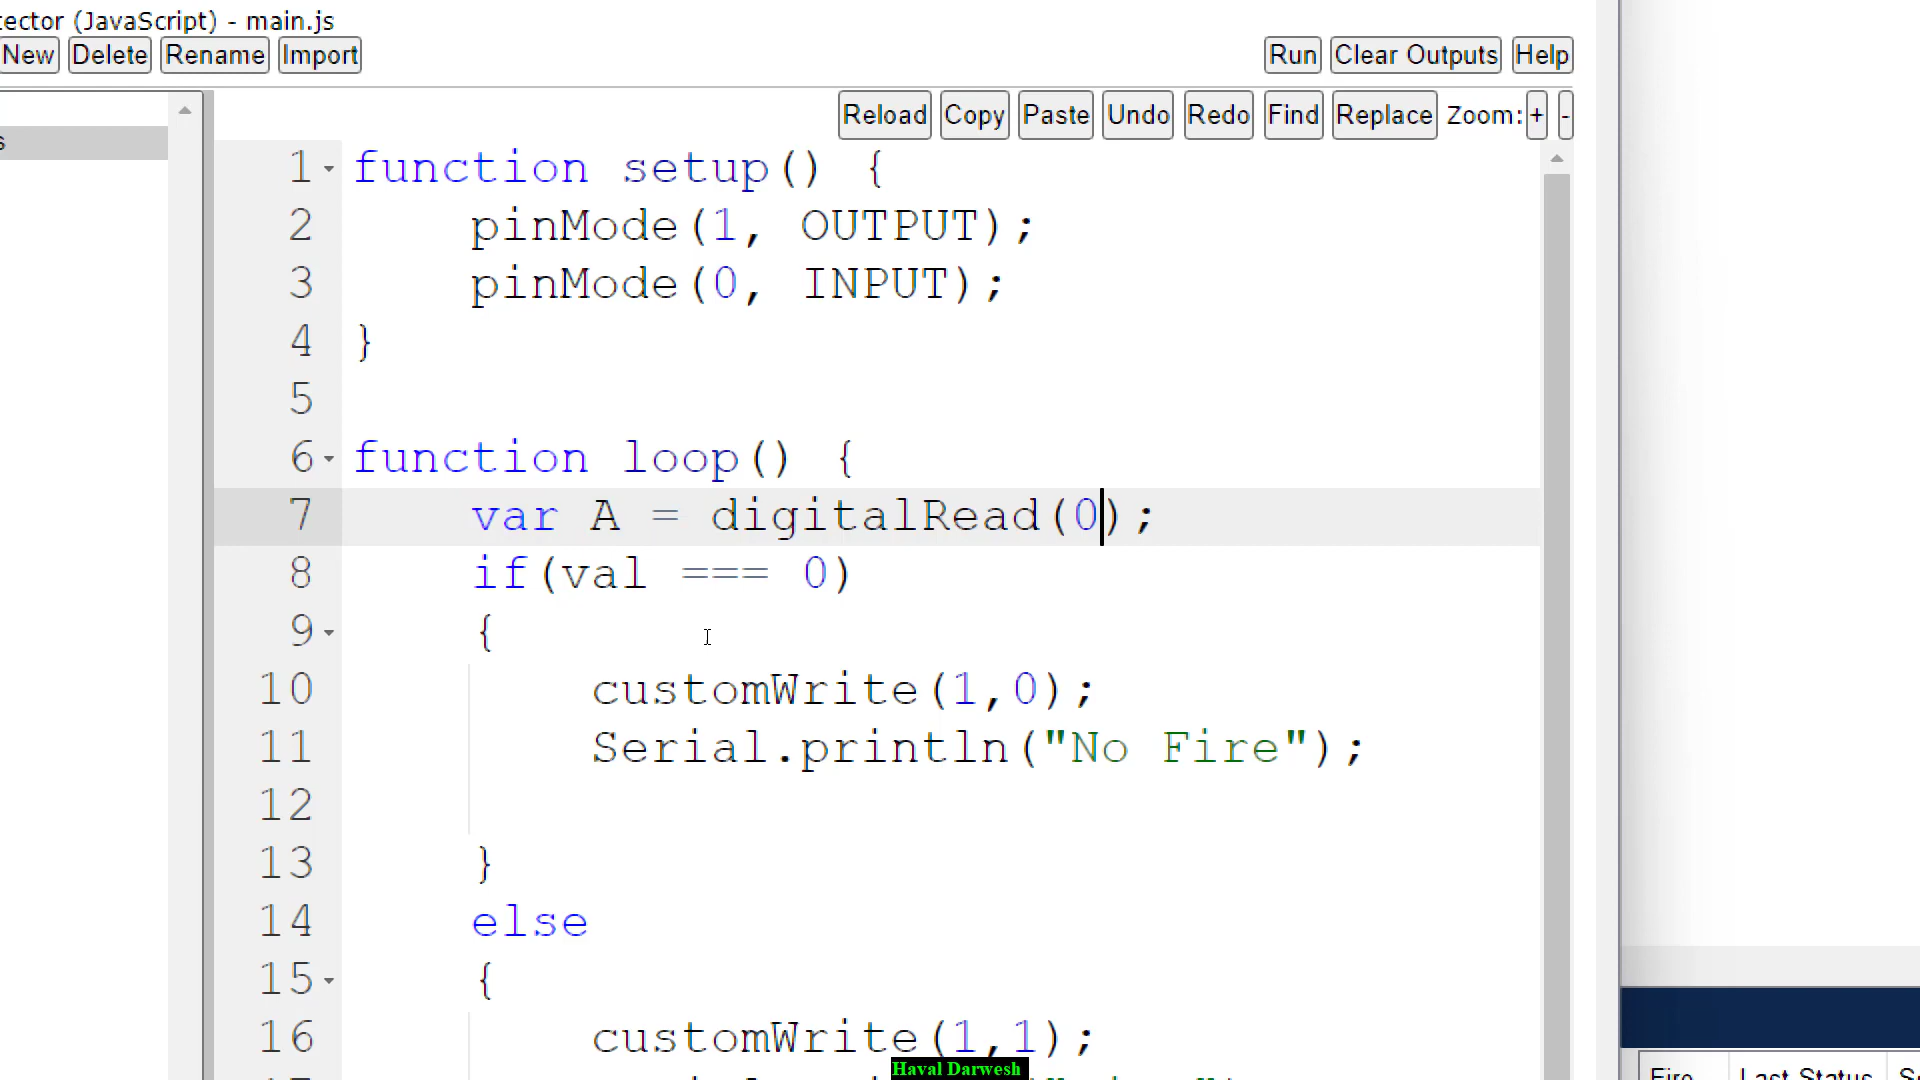 ector (JavaScript) - main.js
New Delete Rename Import
Run Clear Outputs Help
Reload Copy Paste Undo Redo Find Replace Zoom: + -
s
1 function setup() {
2 pinMode(1, OUTPUT);
3 pinMode(0, INPUT);
4 }
5
6 function loop() {
7 var A = digitalRead(0);
8 if(val === 0)
9 {
10 customWrite(1,0);
11 Serial.println("No Fire");
12
13 }
14 else
15 {
16 customWrite(1,1);
Haval Darwesh
Fire Last Status